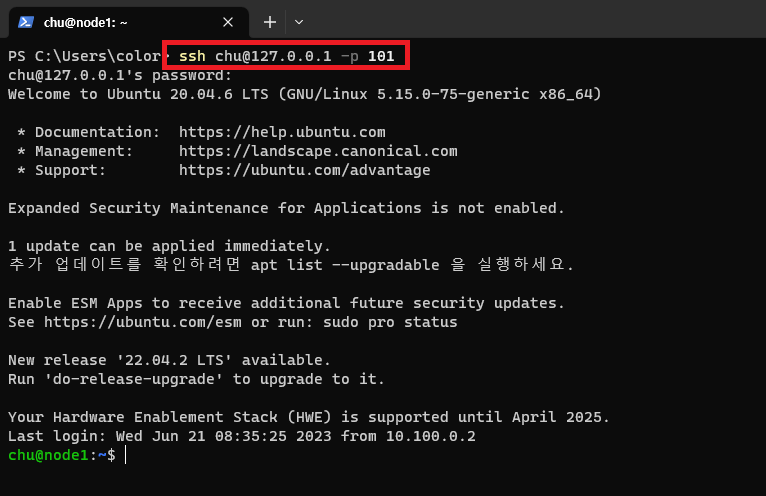 chu@node1: ~
PS C:\Users\color> ssh chu@127.0.0.1 -p 101
chu@127.0.0.1's password:
Welcome to Ubuntu 20.04.6 LTS (GNU/Linux 5.15.0-75-generic x86_64)
* Documentation:  https://help.ubuntu.com
* Management:     https://landscape.canonical.com
* Support:        https://ubuntu.com/advantage
Expanded Security Maintenance for Applications is not enabled.
1 update can be applied immediately.
추가 업데이트를 확인하려면 apt list --upgradable 을 실행하세요.
Enable ESM Apps to receive additional future security updates.
See https://ubuntu.com/esm or run: sudo pro status
New release '22.04.2 LTS' available.
Run 'do-release-upgrade' to upgrade to it.
Your Hardware Enablement Stack (HWE) is supported until April 2025.
Last login: Wed Jun 21 08:35:25 2023 from 10.100.0.2
chu@node1:~$